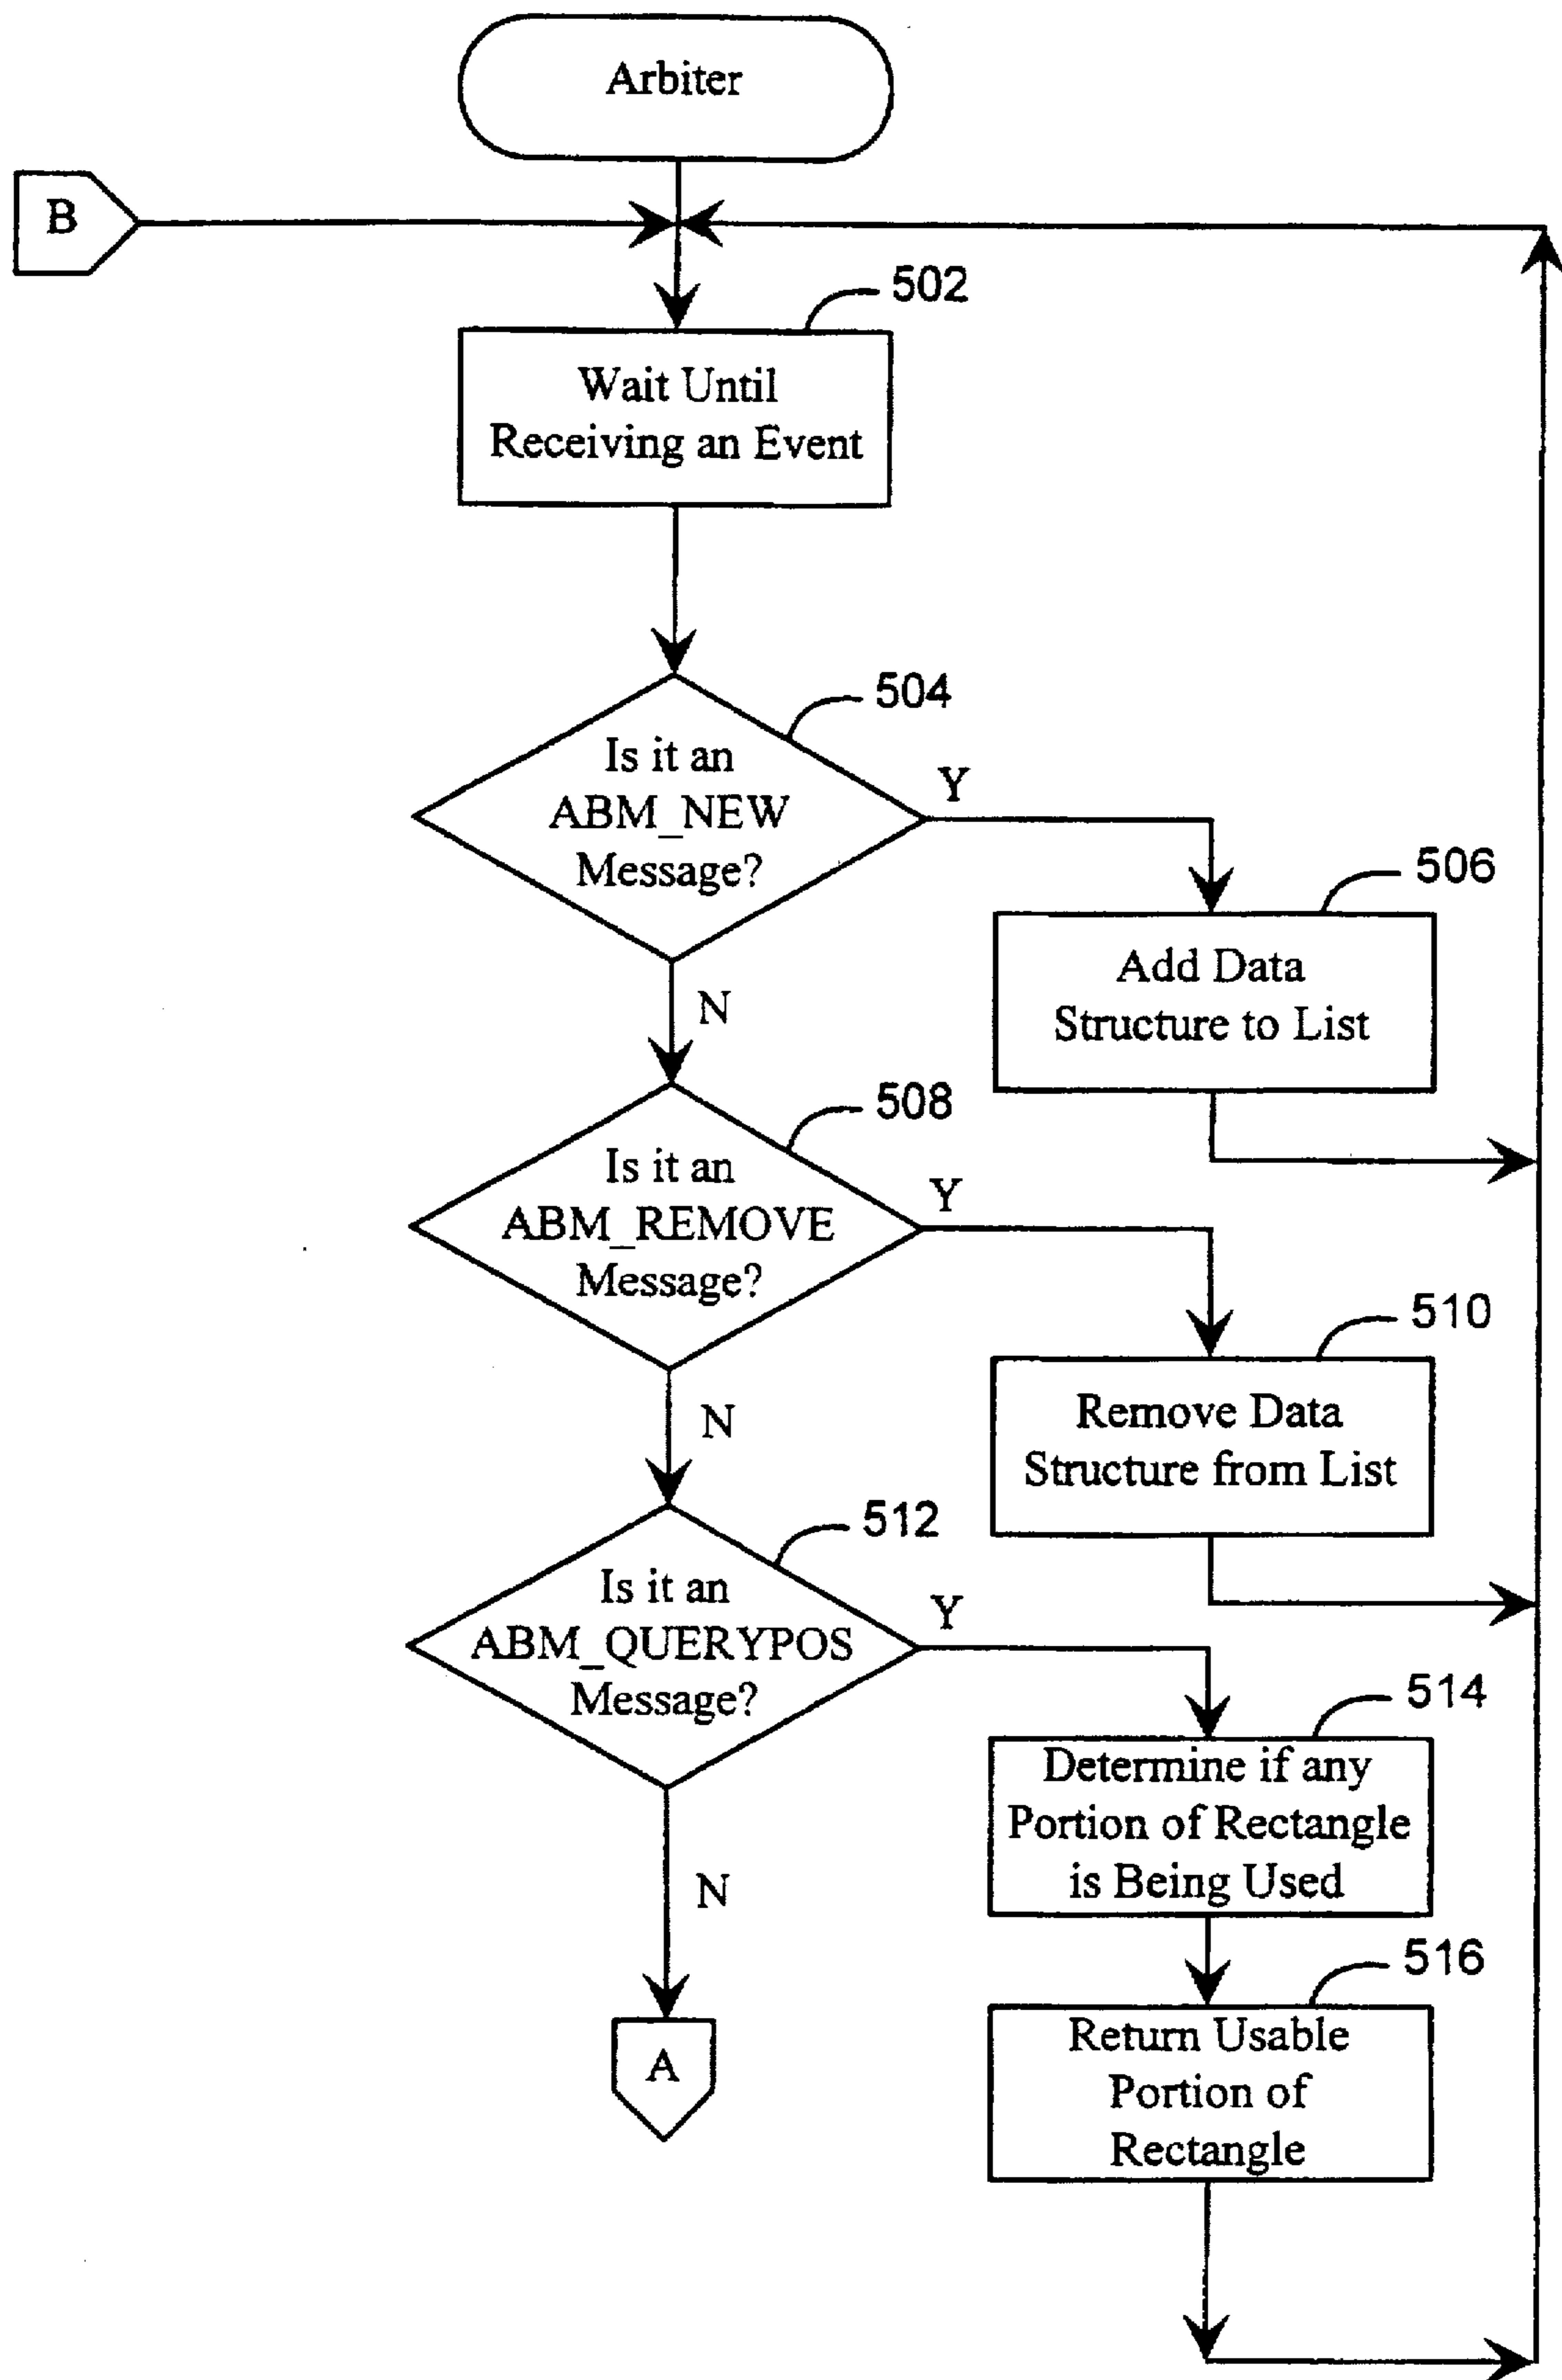 Arbiter
B
502
Wait Until
Receiving an Event
504
Is it an
ABM_NEW
Message?
Y
506
Add Data
Structure to List
N
508
Is it an
ABM_REMOVE
Message?
Y
510
Remove Data
Structure from List
N
512
Is it an
ABM_QUERYPOS
Message?
Y
514
Determine if any
Portion of Rectangle
is Being Used
N
516
Return Usable
Portion of
Rectangle
A